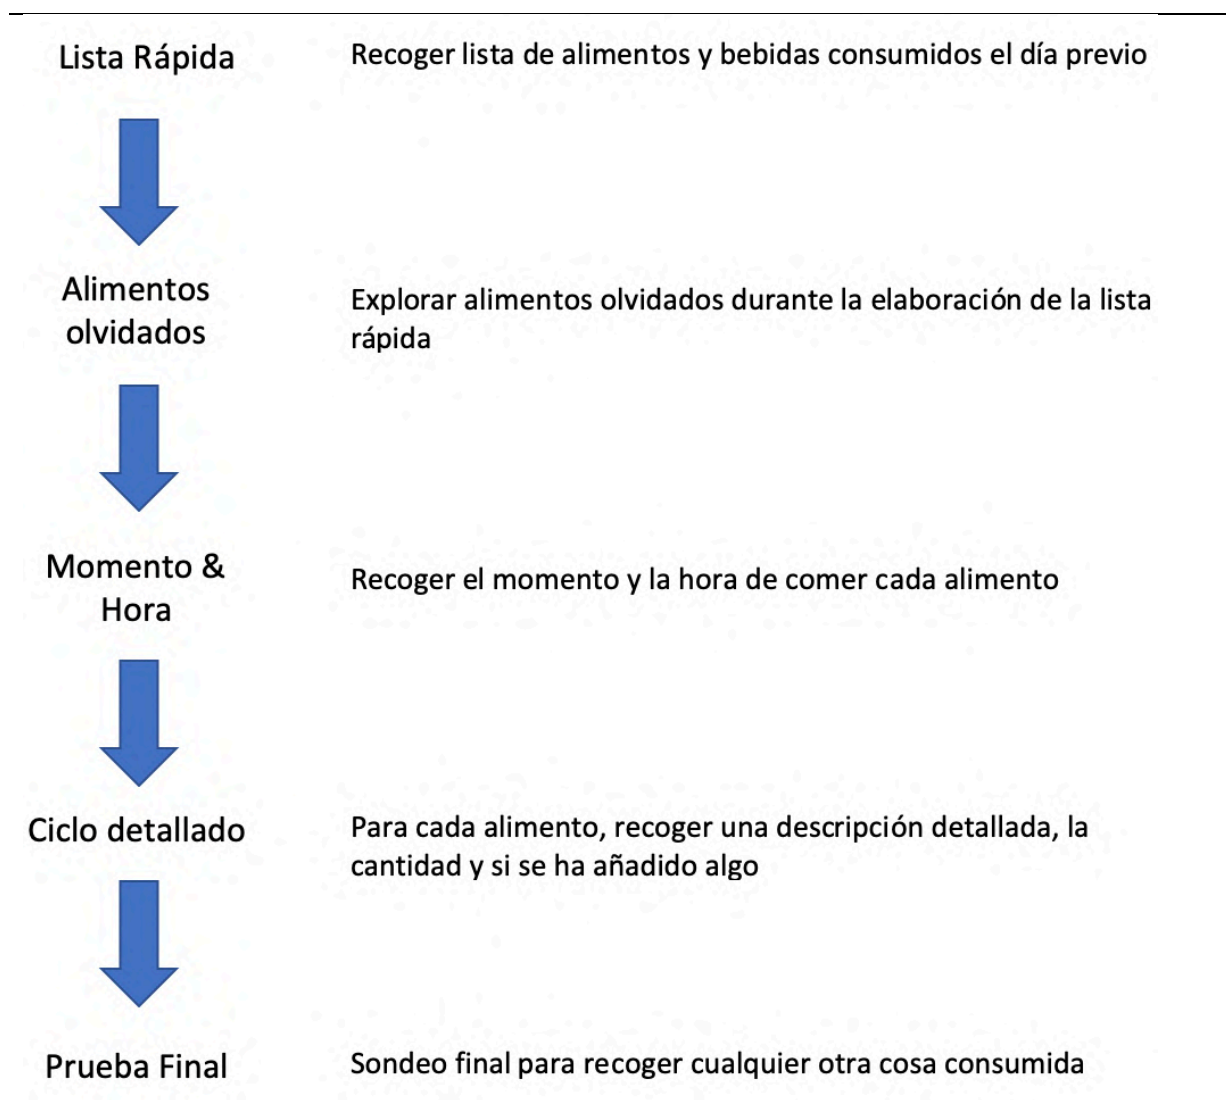 Lista Rápida
Recoger lista de alimentos y bebidas consumidos el día previo
Alimentos
olvidados
Explorar alimentos olvidados durante la elaboración de la lista
rápida
Momento &
Hora
Recoger el momento y la hora de comer cada alimento
Ciclo detallado
Para cada alimento, recoger una descripción detallada, la
cantidad y si se ha añadido algo
Prueba Final
Sondeo final para recoger cualquier otra cosa consumida